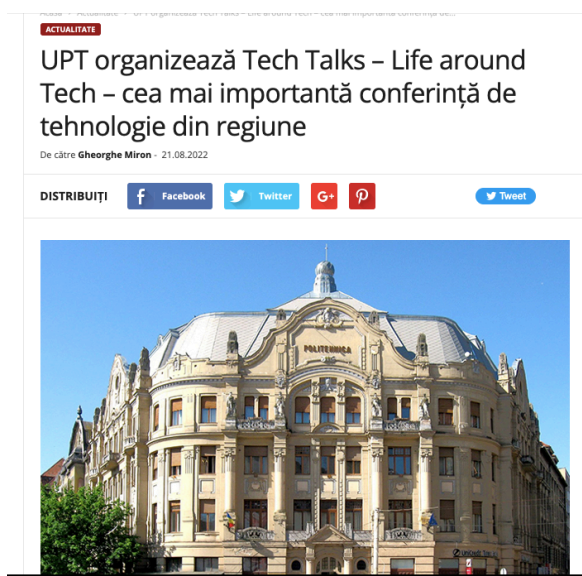 ACTUALITATE
UPT organizează Tech Talks – Life around
Tech – cea mai importantă conferință de
tehnologie din regiune
De către Gheorghe Miron - 21.08.2022
DISTRIBUIȚI
Facebook
Twitter
G+
Tweet
POLITEHNICA